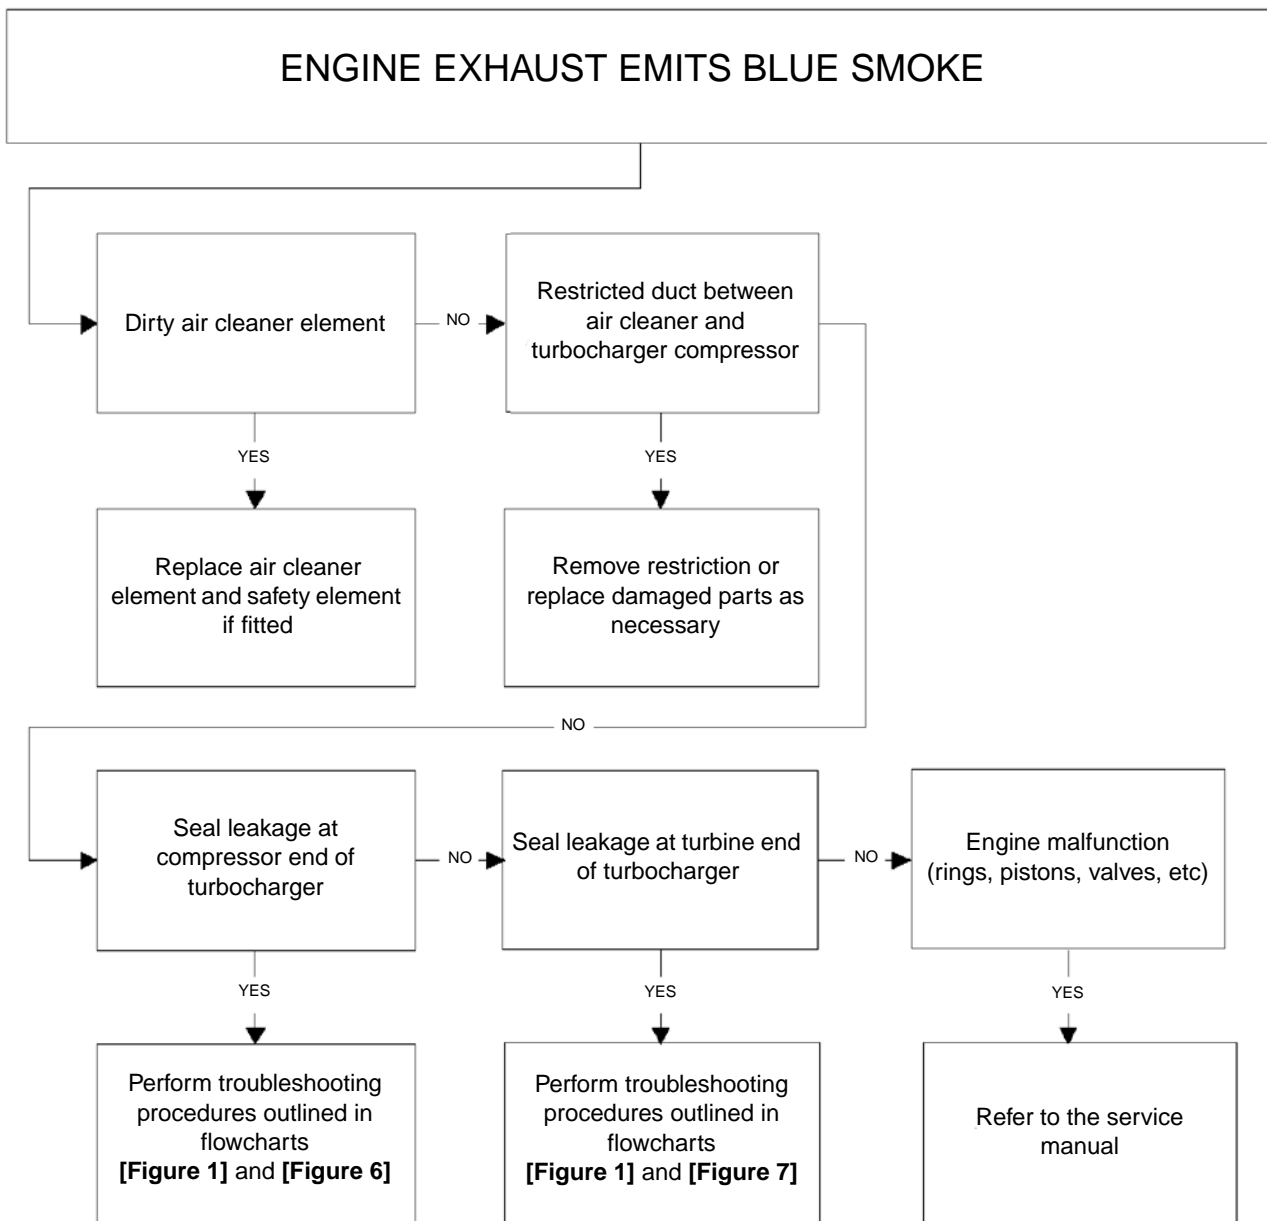 ENGINE EXHAUST EMITS BLUE SMOKE
Dirty air cleaner element
NO
Restricted duct between
air cleaner and
turbocharger compressor
YES
YES
Replace air cleaner
element and safety element
if fitted
Remove restriction or
replace damaged parts as
necessary
NO
Seal leakage at
compressor end of
turbocharger
NO
Seal leakage at turbine end
of turbocharger
NO
Engine malfunction
(rings, pistons, valves, etc)
YES
YES
YES
Perform troubleshooting
procedures outlined in
flowcharts
[Figure 1] and [Figure 6]
Perform troubleshooting
procedures outlined in
flowcharts
[Figure 1] and [Figure 7]
Refer to the service
manual